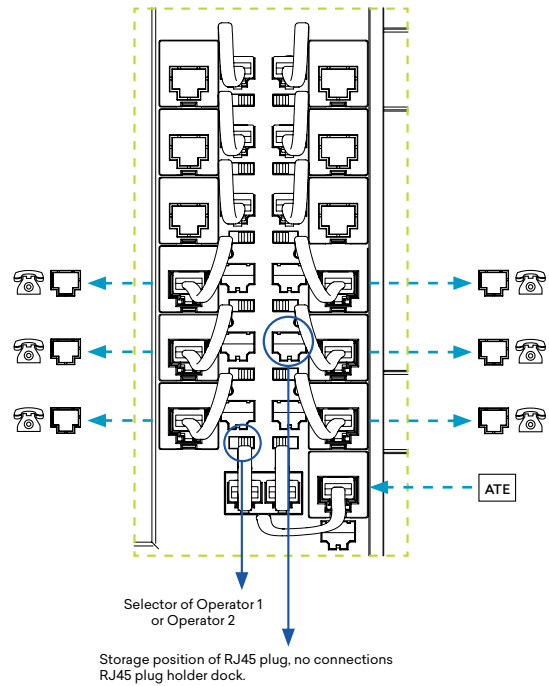 ATE
Selector of Operator 1
or Operator 2
Storage position of RJ45 plug, no connections
RJ45 plug holder dock.